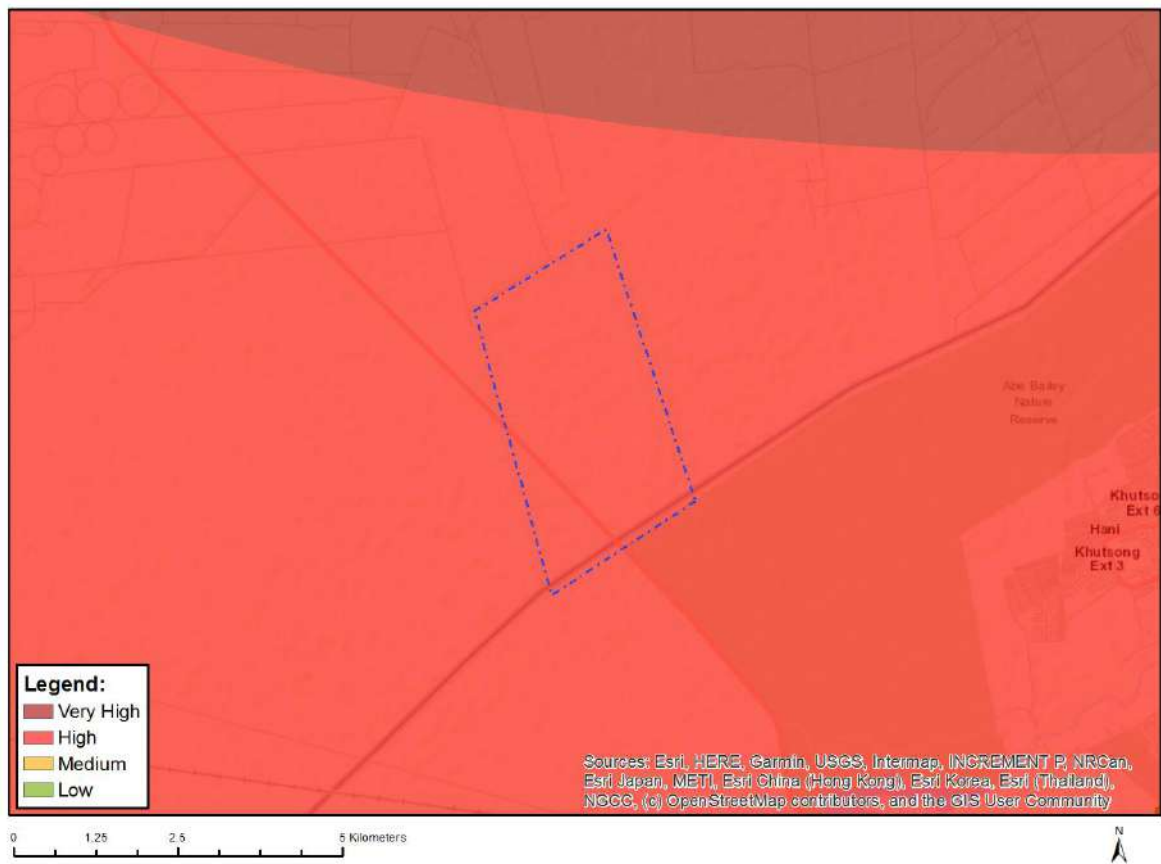 Abe Bailey
Nature
Reserve
Khutso
Ext 6
Hani
Khutsong
Ext 3
Legend:
Very High
High
Medium
Low
Sources: Esri, HERE, Garmin, USGS, Intermap, INCREMENT P, NRCan,
Esri Japan, METI, Esri China (Hong Kong), Esri Korea, Esri (Thailand),
NGCC, (c) OpenStreetMap contributors, and the GIS User Community
0 1.25 2.5 5 Kilometers
N